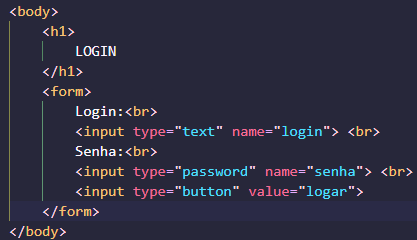 <body>
<h1>
LOGIN
</h1>
<form>
Login:<br>
<input type="text" name="login"> <br>
Senha:<br>
<input type="password" name="senha"> <br>
<input type="button" value="logar">
</form>
</body>